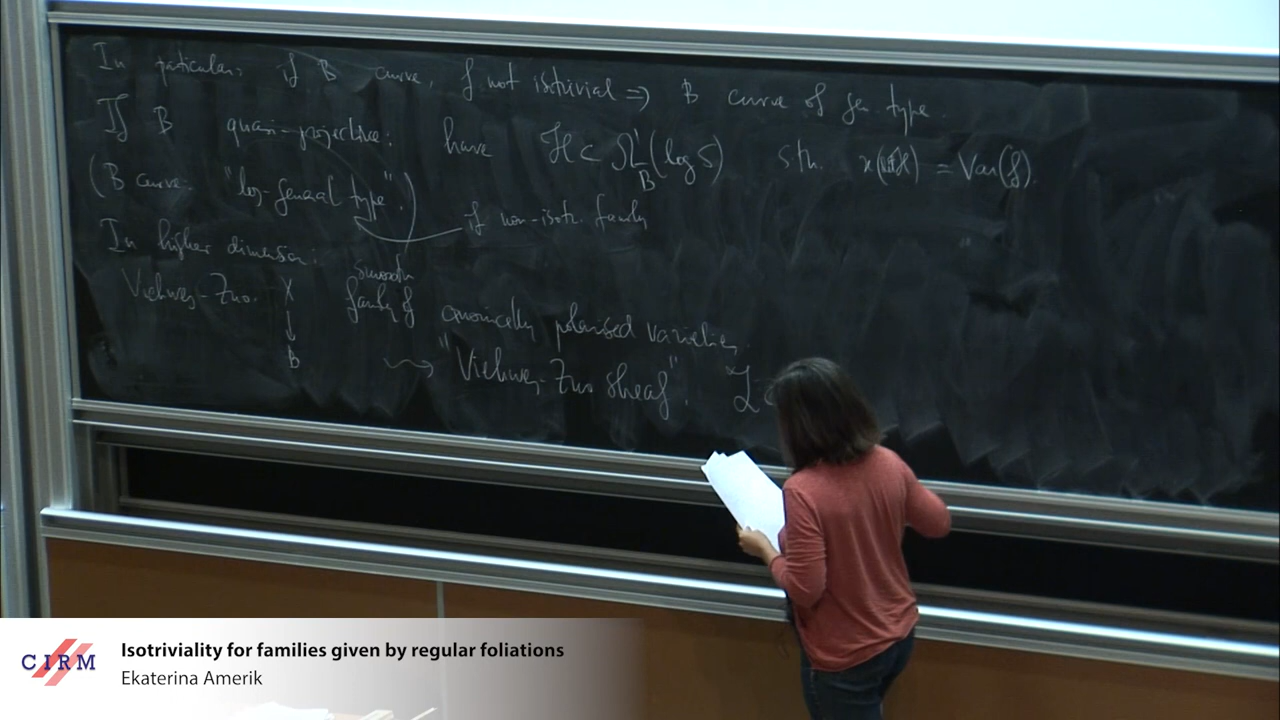 In paticular, if B curve, f not isotrivial ⇒ B curve of gen type.
If B quasi-projective: have ℋ ⊂ Ω¹_B(log S) s.th. = Var(f).
(B curve: "log-general type".)
if non-isotr. family
In higher dimension:
Viehweg-Zuo. X ↓ B smooth family of canonically polarised varieties
⇝ "Viehweg-Zuo sheaf". ℒ
CIRM
Isotriviality for families given by regular foliations
Ekaterina Amerik